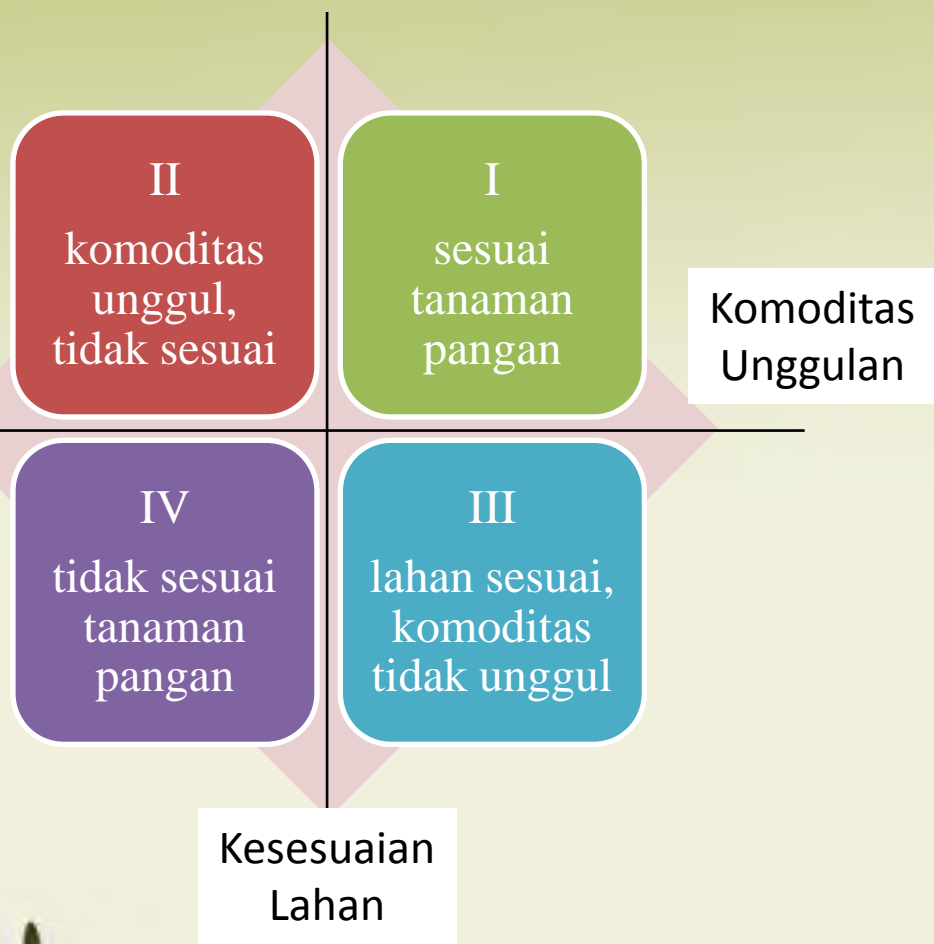 II
komoditas
unggul,
tidak sesuai
I
sesuai
tanaman
pangan
Komoditas
Unggulan
IV
tidak sesuai
tanaman
pangan
III
lahan sesuai,
komoditas
tidak unggul
Kesesuaian
Lahan